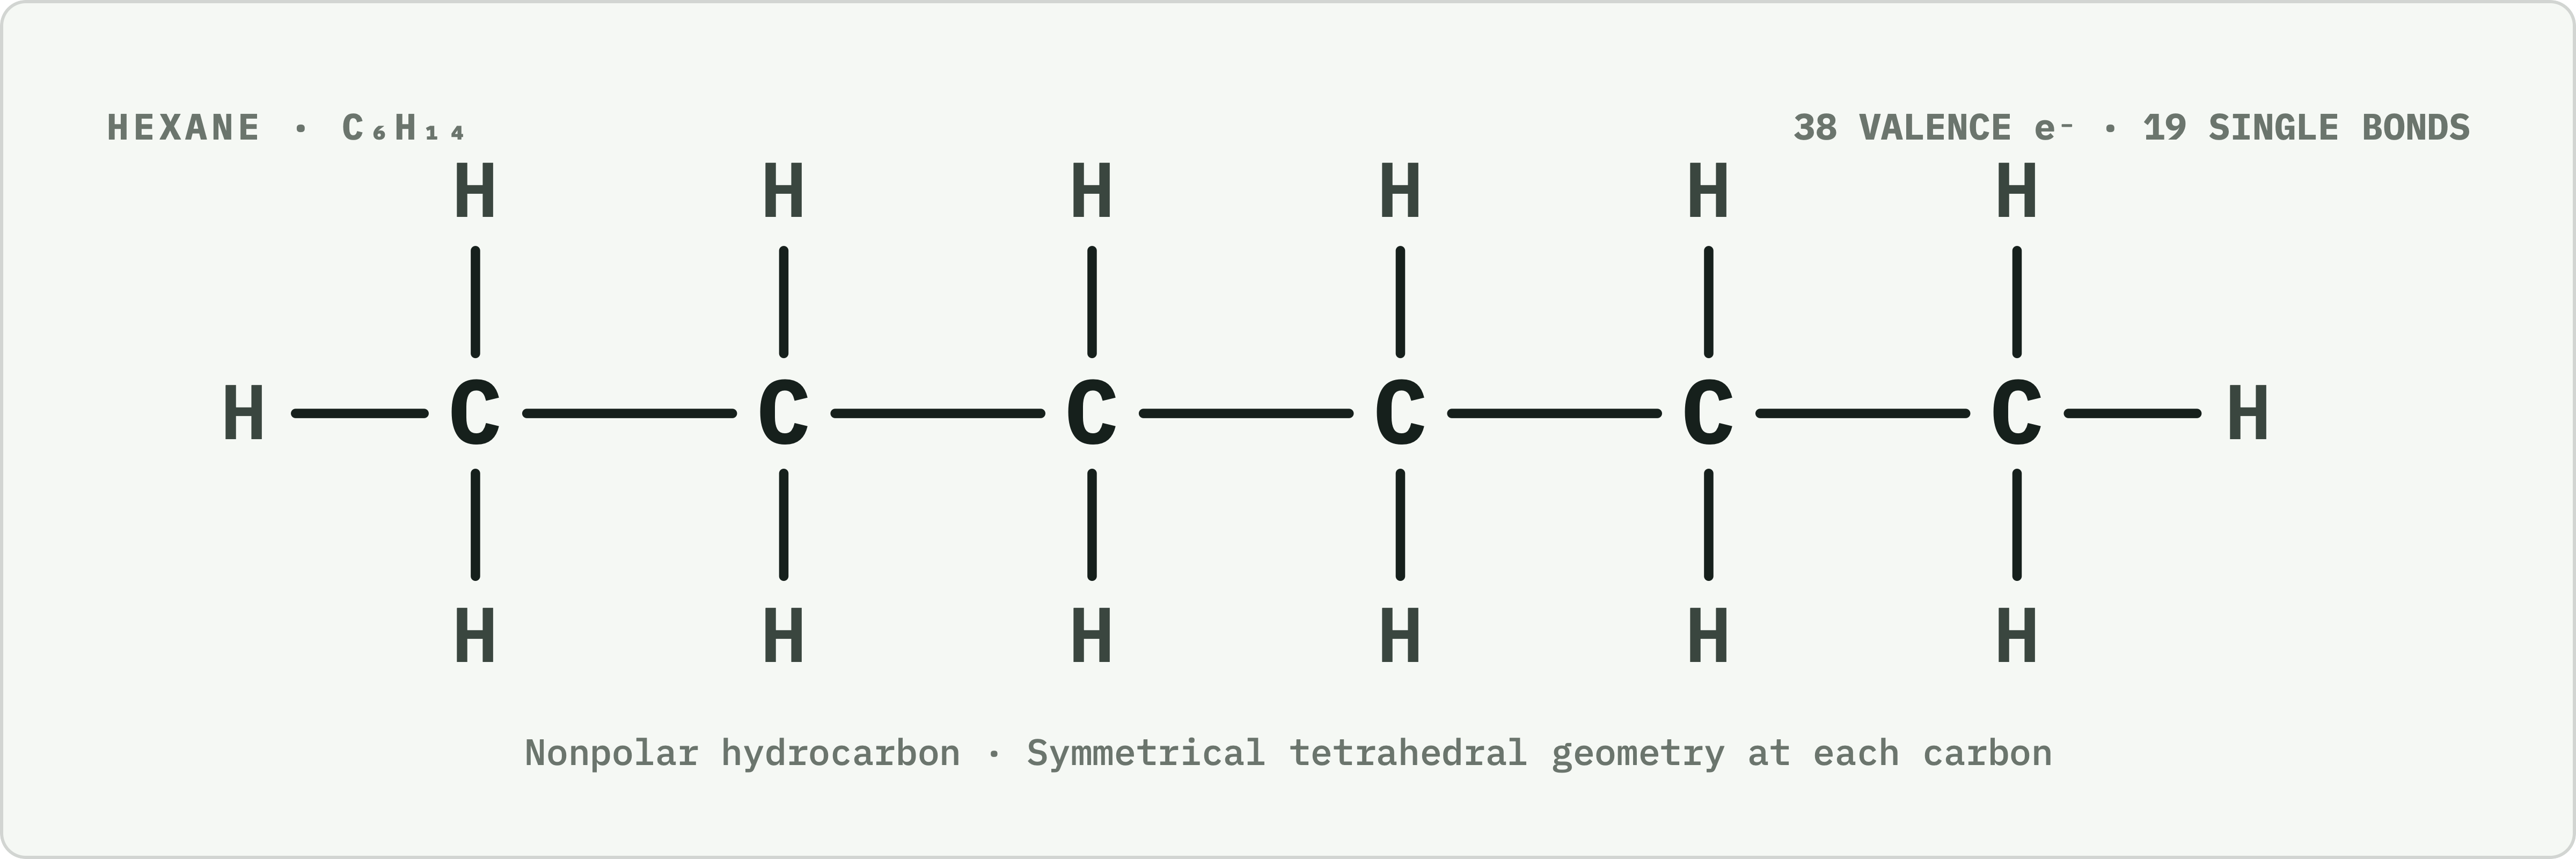 HEXANE · C₆H₁₄
38 VALENCE e⁻ · 19 SINGLE BONDS
H H H H H H
H C C C C C C H
H H H H H H
Nonpolar hydrocarbon · Symmetrical tetrahedral geometry at each carbon